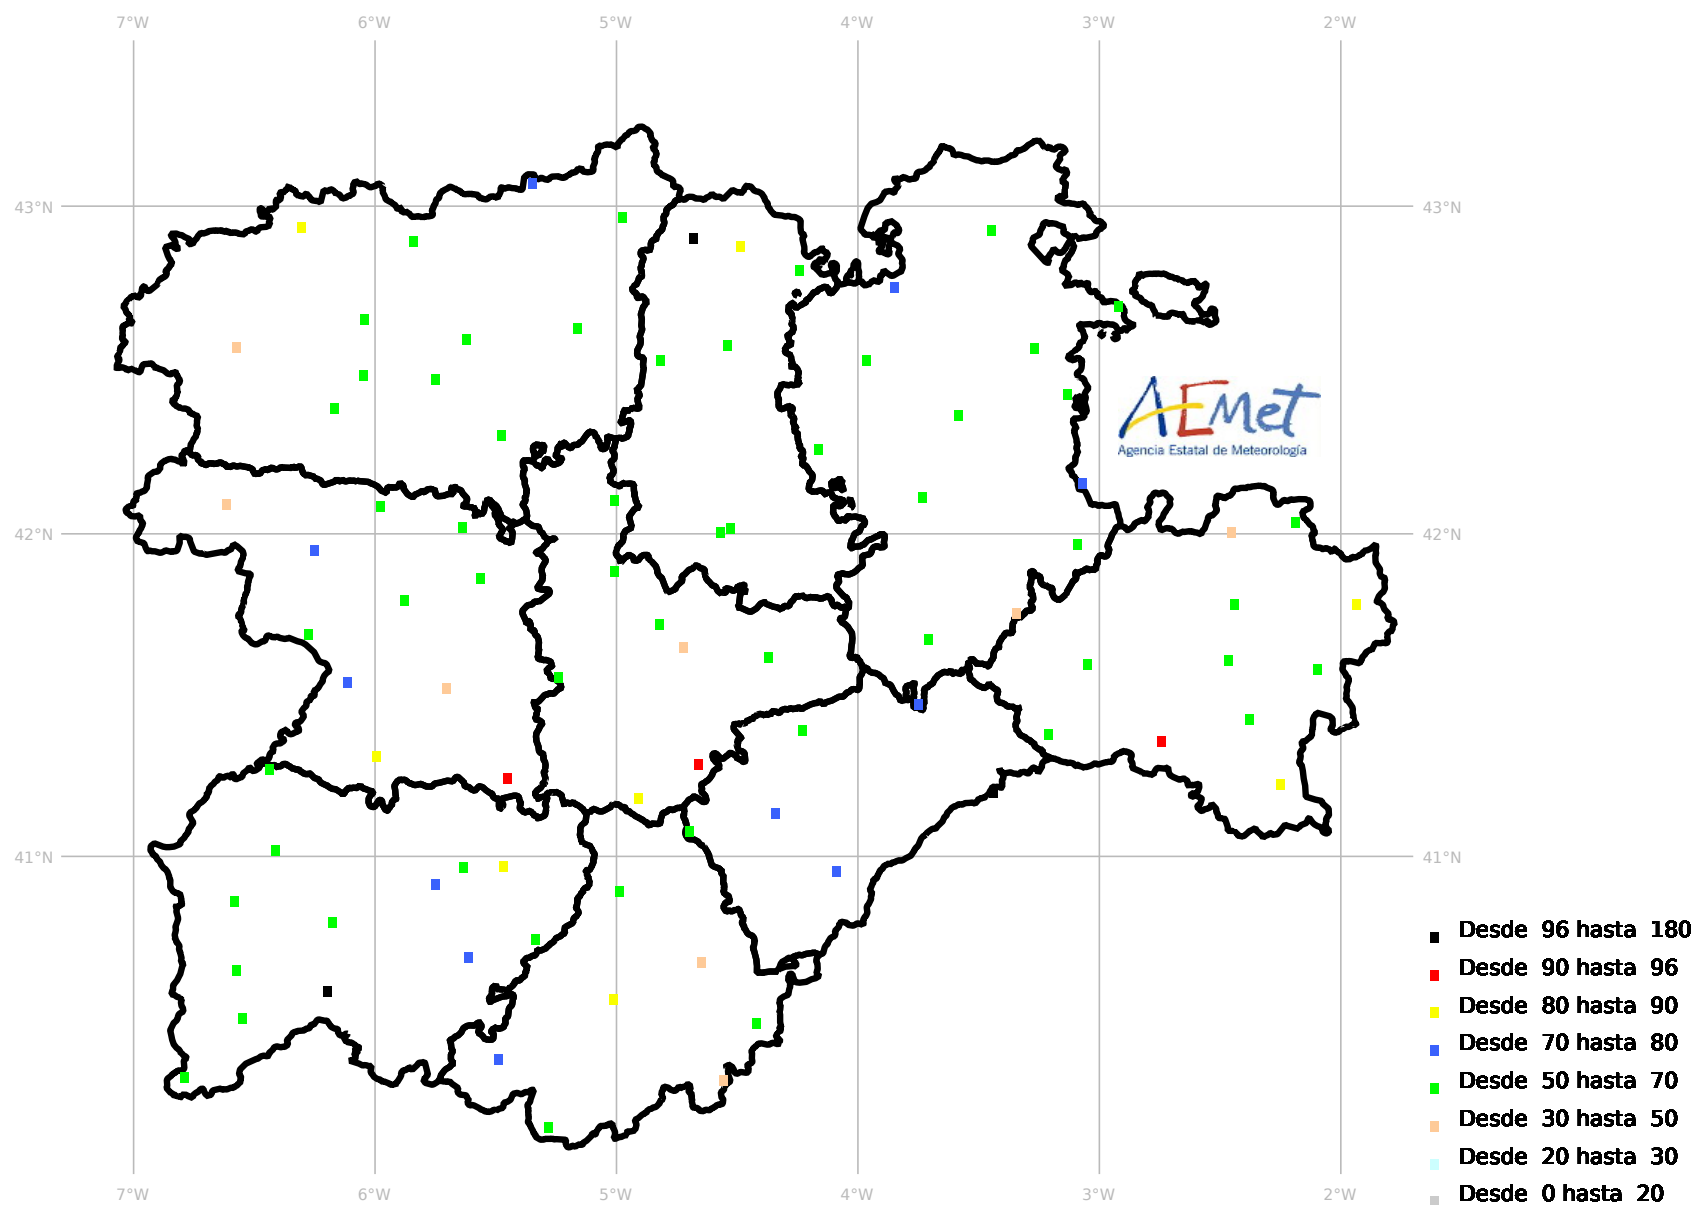 7°W 6°W 5°W 4°W 3°W 2°W
43°N 43°N
AEMet
Agencia Estatal de Meteorología
42°N 42°N
41°N 41°N
Desde 96 hasta 180
Desde 90 hasta 96
Desde 80 hasta 90
Desde 70 hasta 80
Desde 50 hasta 70
Desde 30 hasta 50
Desde 20 hasta 30
Desde 0 hasta 20
7°W 6°W 5°W 4°W 3°W 2°W